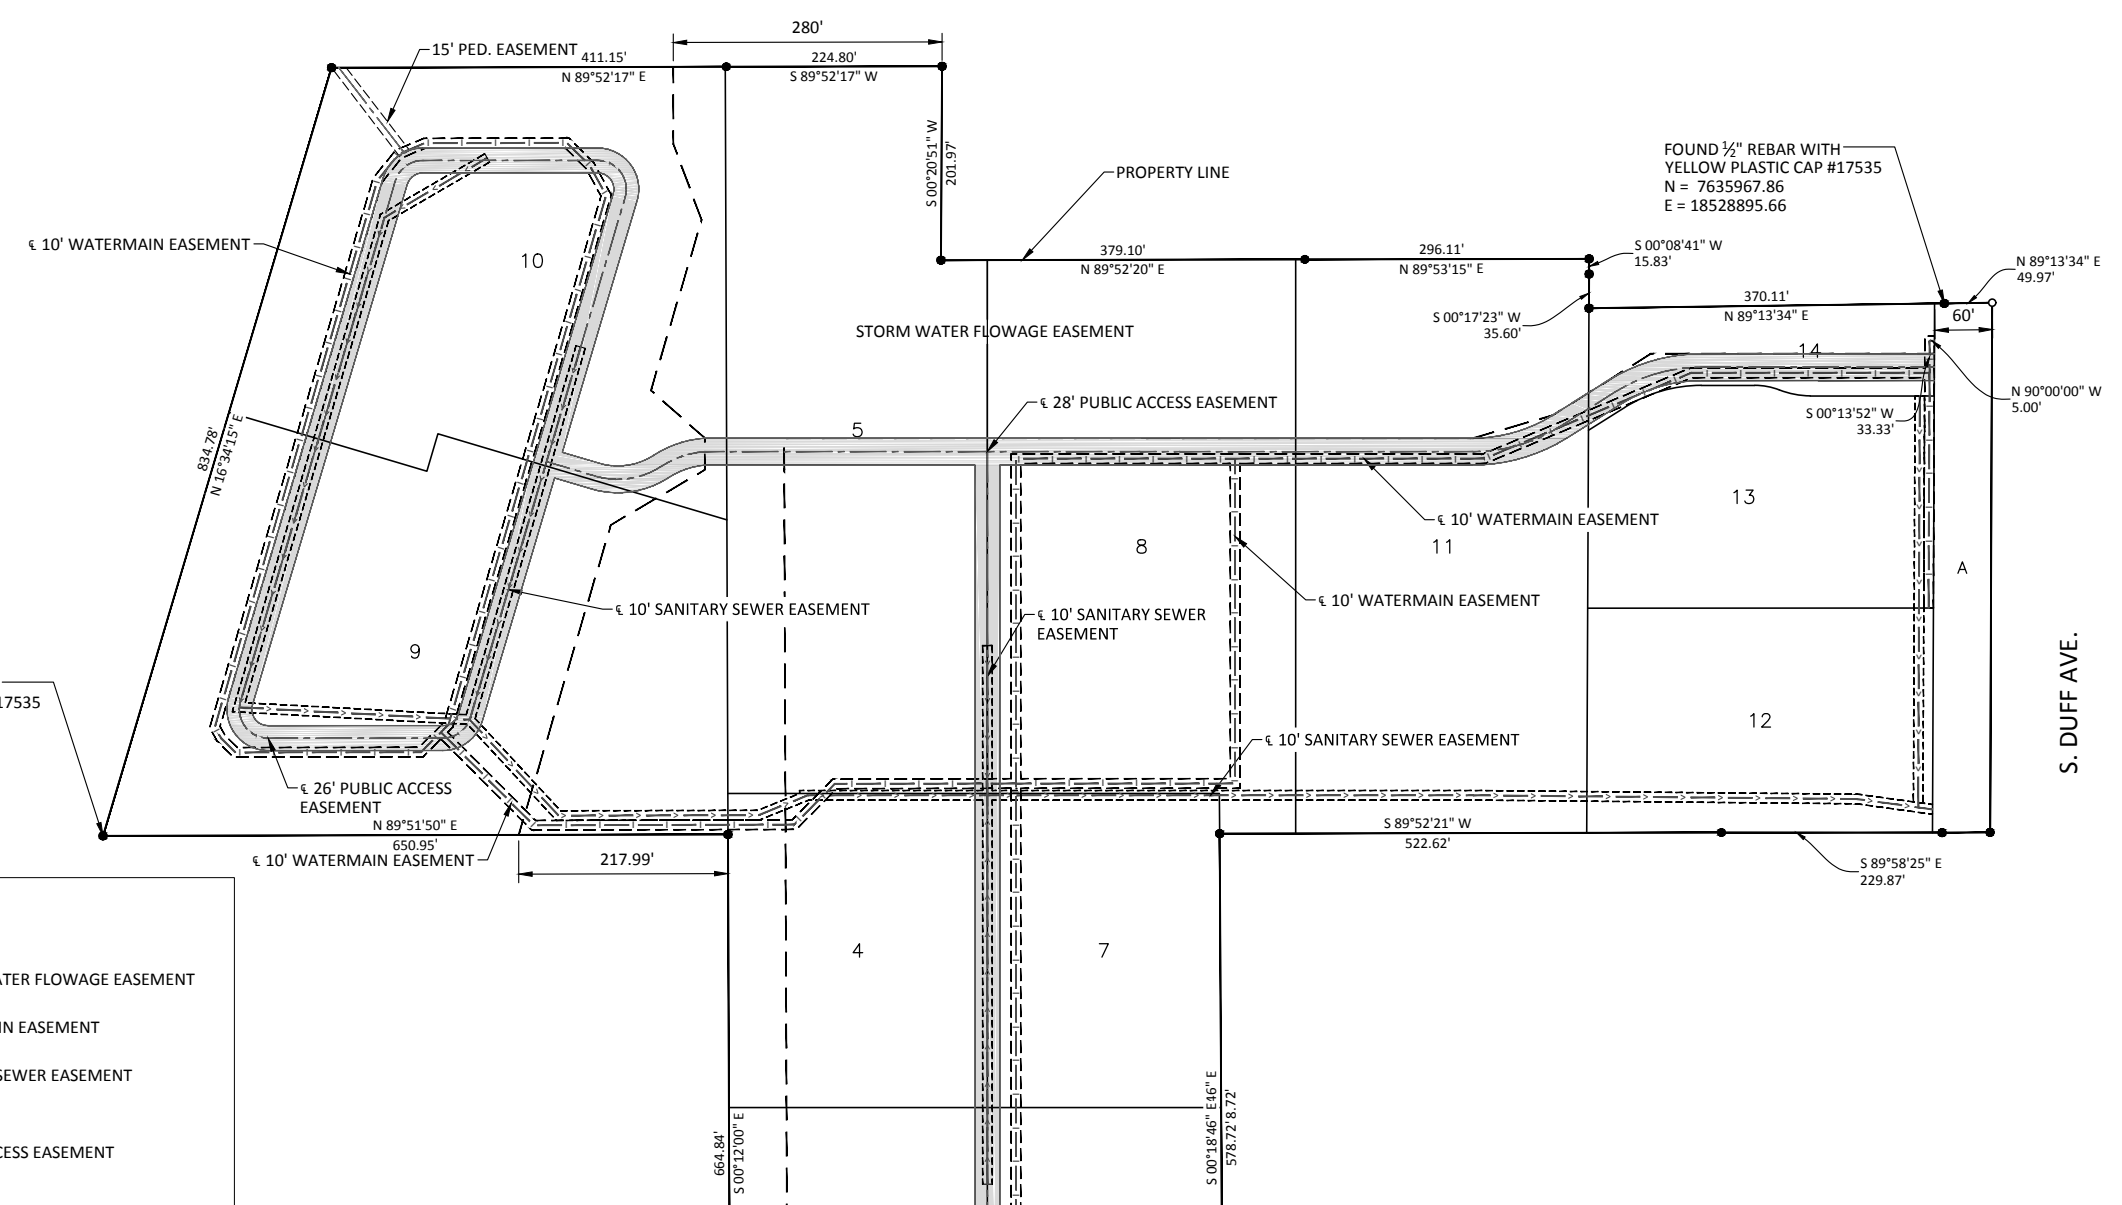 280'
15' PED. EASEMENT
411.15'
N 89°52'17" E
224.80'
S 89°52'17" W
S 00°20'51" W
201.97'
PROPERTY LINE
FOUND ½" REBAR WITH
YELLOW PLASTIC CAP #17535
N = 7635967.86
E = 18528895.66
℄ 10' WATERMAIN EASEMENT
10
379.10'
N 89°52'20" E
296.11'
N 89°53'15" E
S 00°08'41" W
15.83'
N 89°13'34" E
49.97'
370.11'
N 89°13'34" E
60'
S 00°17'23" W
35.60'
STORM WATER FLOWAGE EASEMENT
14
N 90°00'00" W
5.00'
S 00°13'52" W
33.33'
℄ 28' PUBLIC ACCESS EASEMENT
5
834.78'
N 16°34'15" E
13
℄ 10' WATERMAIN EASEMENT
8
11
A
℄ 10' SANITARY SEWER EASEMENT
℄ 10' SANITARY SEWER
EASEMENT
℄ 10' WATERMAIN EASEMENT
9
S. DUFF AVE.
17535
12
℄ 10' SANITARY SEWER EASEMENT
℄ 26' PUBLIC ACCESS
EASEMENT
N 89°51'50" E
650.95'
℄ 10' WATERMAIN EASEMENT
217.99'
S 89°52'21" W
522.62'
S 89°58'25" E
229.87'
4
7
ATER FLOWAGE EASEMENT
IN EASEMENT
SEWER EASEMENT
CESS EASEMENT
664.84'
S 00°12'00" E
S 00°18'46" E46" E
578.72'8.72'